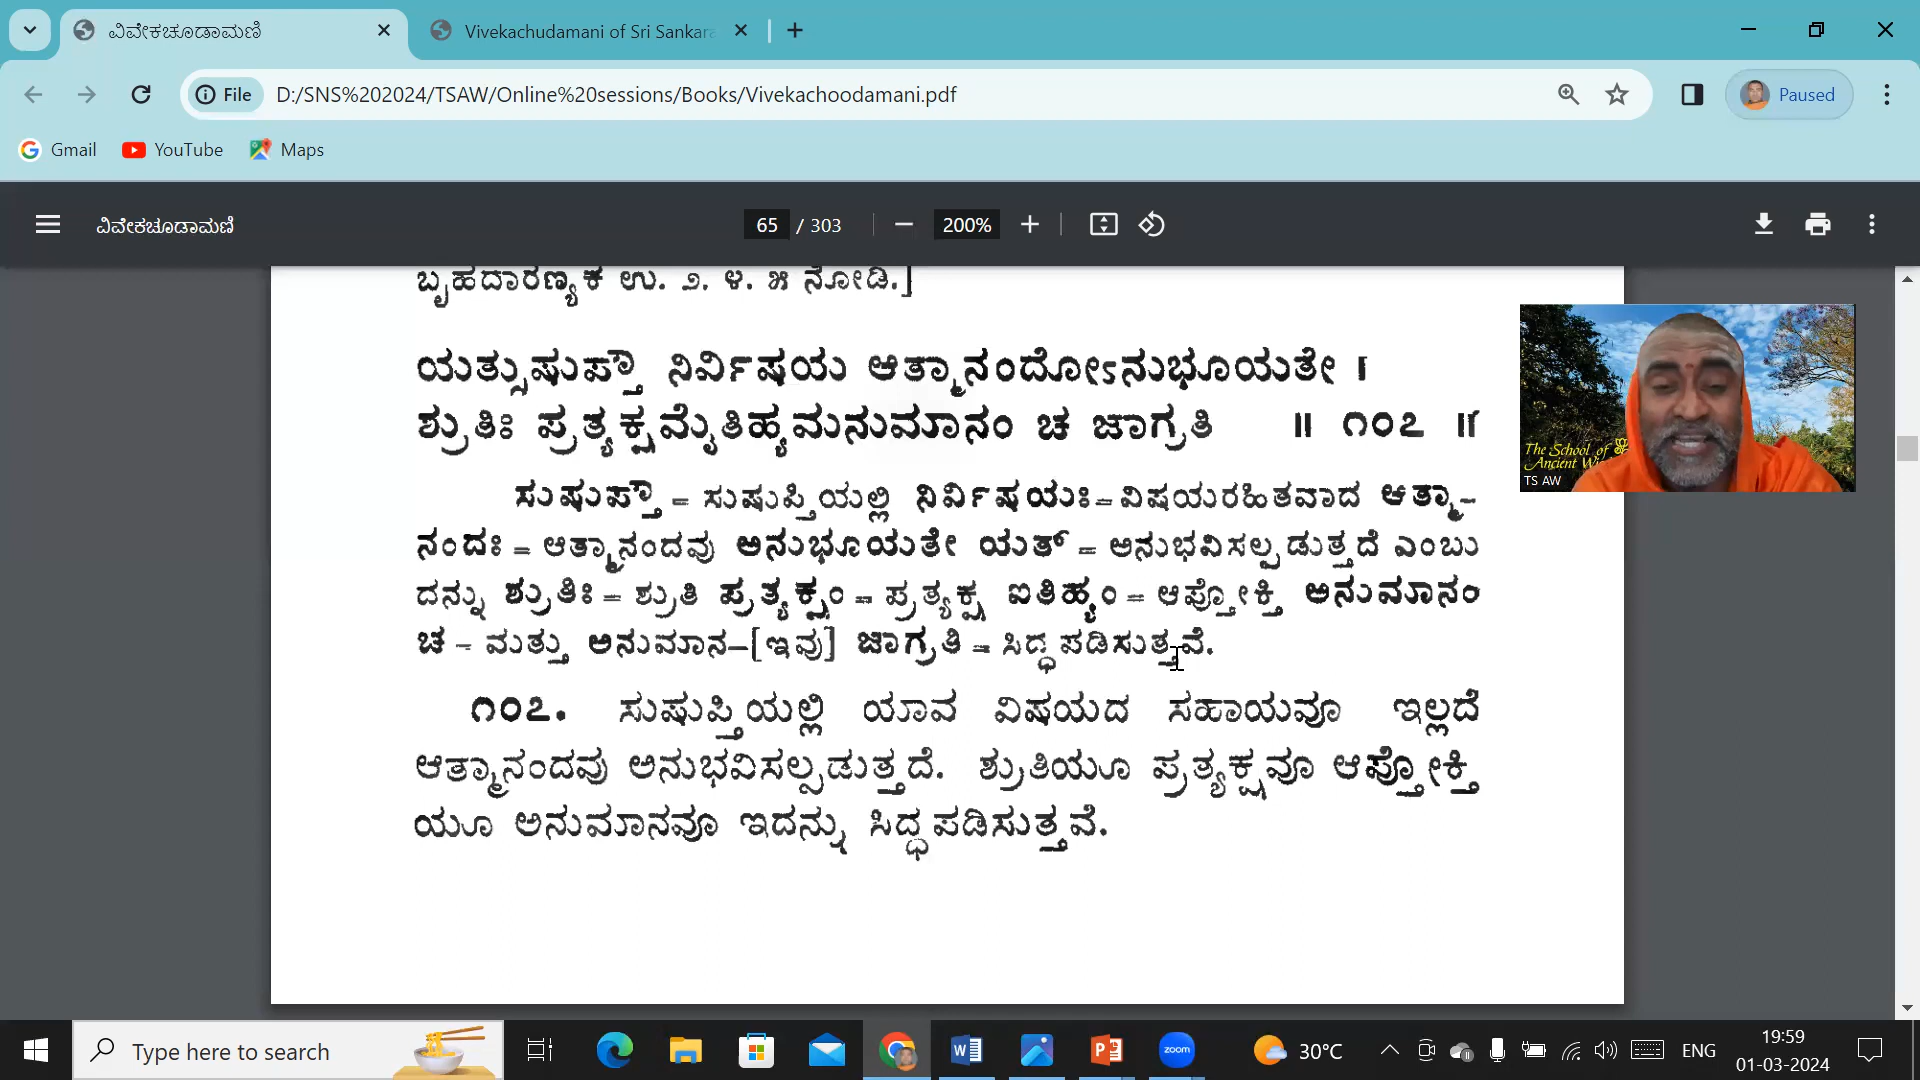 ವಿವೇಕಚೂಡಾಮಣಿ
Vivekachudamani of Sri Sankara
File
D:/SNS%202024/TSAW/Online%20sessions/Books/Vivekachoodamani.pdf
Paused
Gmail
YouTube
Maps
ವಿವೇಕಚೂಡಾಮಣಿ
65 / 303
200%
ಬೃಹದಾರಣ್ಯಕ ಉ. ೨. ೪. ೫ ನೋಡಿ.]
ಯತ್ಸುಷುಪ್ತೌ ನಿರ್ವಿಷಯ ಆತ್ಮಾನಂದೋಽನುಭೂಯತೇ ।
ಶ್ರುತಿಃ ಪ್ರತ್ಯಕ್ಷಮೈತಿಹ್ಯಮನುಮಾನಂ ಚ ಜಾಗ್ರತಿ ॥ ೧೦೭ ॥
ಸುಷುಪ್ತೌ = ಸುಷುಪ್ತಿಯಲ್ಲಿ ನಿರ್ವಿಷಯಃ = ವಿಷಯರಹಿತವಾದ ಆತ್ಮಾ-
ನಂದಃ = ಆತ್ಮಾನಂದವು ಅನುಭೂಯತೇ ಯತ್ = ಅನುಭವಿಸಲ್ಪಡುತ್ತದೆ ಎಂಬು
ದನ್ನು ಶ್ರುತಿಃ = ಶ್ರುತಿ ಪ್ರತ್ಯಕ್ಷಂ = ಪ್ರತ್ಯಕ್ಷ ಐತಿಹ್ಯಂ = ಆಪ್ತೋಕ್ತಿ ಅನುಮಾನಂ
ಚ – ಮತ್ತು ಅನುಮಾನ—[ಇವು] ಜಾಗ್ರತಿ = ಸಿದ್ಧಪಡಿಸುತ್ತವೆ.
೧೦೭. ಸುಷುಪ್ತಿಯಲ್ಲಿ ಯಾವ ವಿಷಯದ ಸಹಾಯವೂ ಇಲ್ಲದೆ
ಆತ್ಮಾನಂದವು ಅನುಭವಿಸಲ್ಪಡುತ್ತದೆ. ಶ್ರುತಿಯೂ ಪ್ರತ್ಯಕ್ಷವೂ ಆಪ್ತೋಕ್ತಿ
ಯೂ ಅನುಮಾನವೂ ಇದನ್ನು ಸಿದ್ಧಪಡಿಸುತ್ತವೆ.
The School of
Ancient
TS AW
Type here to search
zoom
30°C
ENG
19:59
01-03-2024